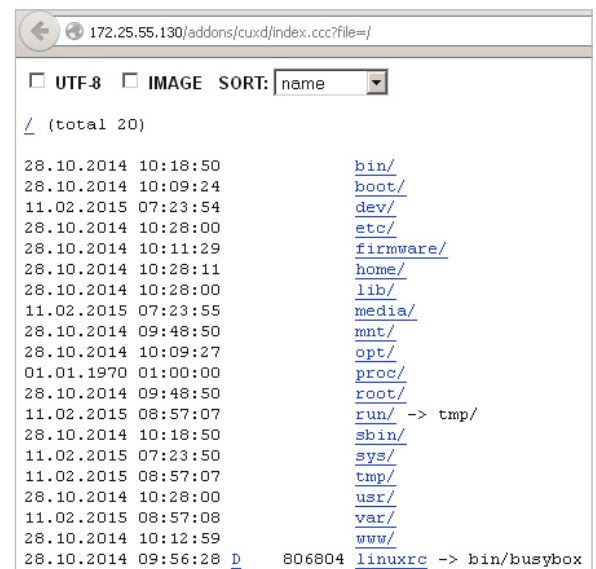 172.25.55.130/addons/cuxd/index.ccc?file=/
UTF-8 IMAGE SORT: name
/ (total 20)
28.10.2014 10:18:50 bin/
28.10.2014 10:09:24 boot/
11.02.2015 07:23:54 dev/
28.10.2014 10:28:00 etc/
28.10.2014 10:11:29 firmware/
28.10.2014 10:28:11 home/
28.10.2014 10:28:00 lib/
11.02.2015 07:23:55 media/
28.10.2014 09:48:50 mnt/
28.10.2014 10:09:27 opt/
01.01.1970 01:00:00 proc/
28.10.2014 09:48:50 root/
11.02.2015 08:57:07 run/ -> tmp/
28.10.2014 10:18:50 sbin/
11.02.2015 07:23:50 sys/
11.02.2015 08:57:07 tmp/
28.10.2014 10:28:00 usr/
11.02.2015 08:57:08 var/
28.10.2014 10:12:59 www/
28.10.2014 09:56:28 D 806804 linuxrc -> bin/busybox